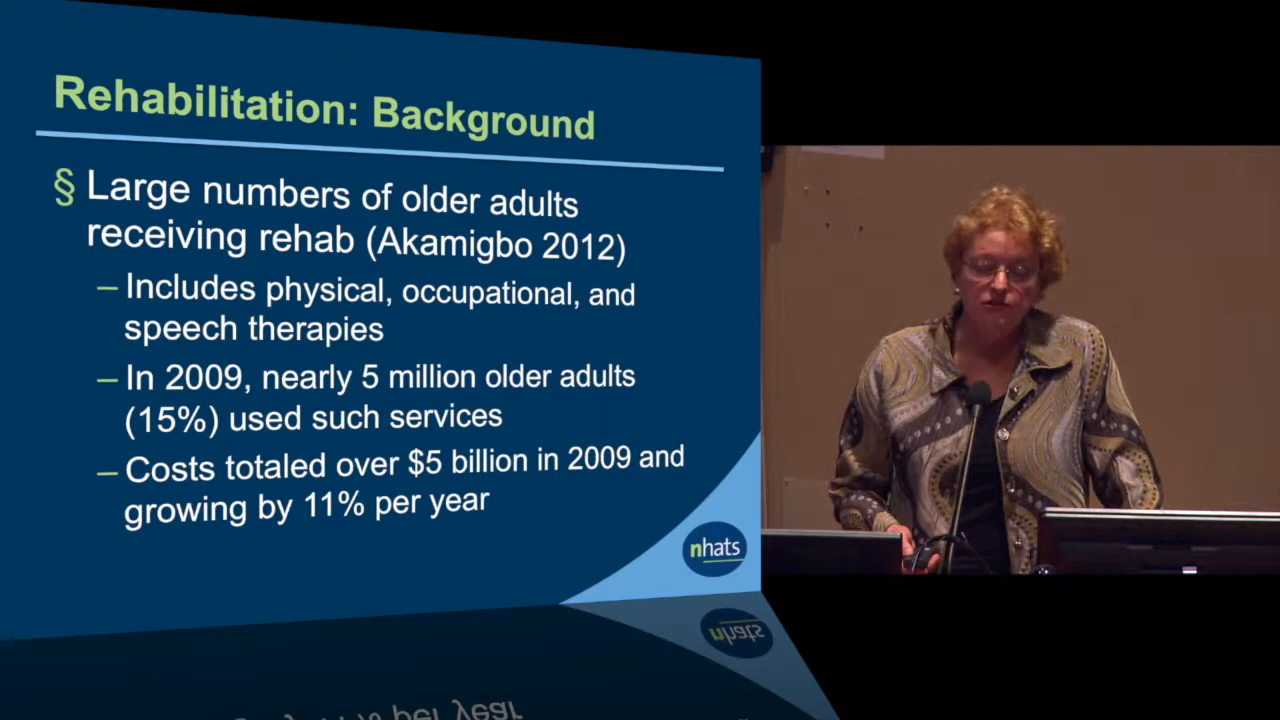 Rehabilitation: Background
§ Large numbers of older adults
receiving rehab (Akamigbo 2012)
– Includes physical, occupational, and
speech therapies
– In 2009, nearly 5 million older adults
(15%) used such services
– Costs totaled over $5 billion in 2009 and
growing by 11% per year
nhats